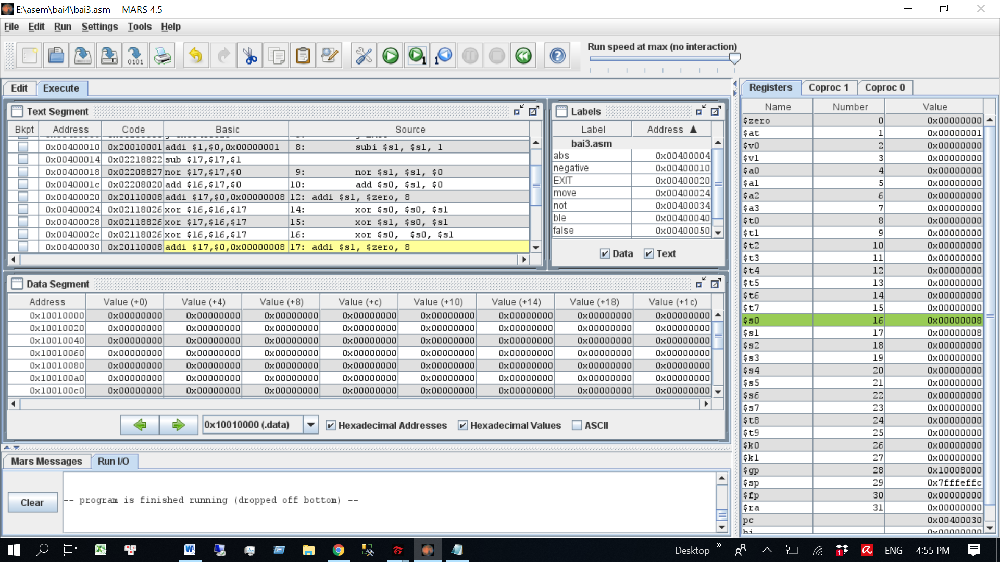 E:\asem\bai4\bai3.asm - MARS 4.5
File Edit Run Settings Tools Help
Run speed at max (no interaction)
Edit Execute
Text Segment
Bkpt Address Code Basic Source
0x00400010 0x20010001 addi $1,$0,0x00000001 8: subi $s1, $s1, 1
0x00400014 0x02218822 sub $17,$17,$1
0x00400018 0x02208827 nor $17,$17,$0 9: nor $s1, $s1, $0
0x0040001c 0x02208020 add $16,$17,$0 10: add $s0, $s1, $0
0x00400020 0x20110008 addi $17,$0,0x00000008 12: addi $s1, $zero, 8
0x00400024 0x02118026 xor $16,$16,$17 14: xor $s0, $s0, $s1
0x00400028 0x02118826 xor $17,$16,$17 15: xor $s1, $s0, $s1
0x0040002c 0x02118026 xor $16,$16,$17 16: xor $s0, $s0, $s1
0x00400030 0x20110008 addi $17,$0,0x00000008 17: addi $s1, $zero, 8
Labels
Label Address ▲
bai3.asm
abs 0x00400004
negative 0x00400010
EXIT 0x00400020
move 0x00400024
not 0x00400034
ble 0x00400040
false 0x00400050
Data Text
Data Segment
Address Value (+0) Value (+4) Value (+8) Value (+c) Value (+10) Value (+14) Value (+18) Value (+1c)
0x10010000 0x00000000 0x00000000 0x00000000 0x00000000 0x00000000 0x00000000 0x00000000 0x00000000
0x10010020 0x00000000 0x00000000 0x00000000 0x00000000 0x00000000 0x00000000 0x00000000 0x00000000
0x10010040 0x00000000 0x00000000 0x00000000 0x00000000 0x00000000 0x00000000 0x00000000 0x00000000
0x10010060 0x00000000 0x00000000 0x00000000 0x00000000 0x00000000 0x00000000 0x00000000 0x00000000
0x10010080 0x00000000 0x00000000 0x00000000 0x00000000 0x00000000 0x00000000 0x00000000 0x00000000
0x100100a0 0x00000000 0x00000000 0x00000000 0x00000000 0x00000000 0x00000000 0x00000000 0x00000000
0x100100c0 0x00000000 0x00000000 0x00000000 0x00000000 0x00000000 0x00000000 0x00000000 0x00000000
0x10010000 (.data) Hexadecimal Addresses Hexadecimal Values ASCII
Mars Messages Run I/O
Clear
-- program is finished running (dropped off bottom) --
Registers Coproc 1 Coproc 0
Name Number Value
$zero 0 0x00000000
$at 1 0x00000001
$v0 2 0x00000000
$v1 3 0x00000000
$a0 4 0x00000000
$a1 5 0x00000000
$a2 6 0x00000000
$a3 7 0x00000000
$t0 8 0x00000000
$t1 9 0x00000000
$t2 10 0x00000000
$t3 11 0x00000000
$t4 12 0x00000000
$t5 13 0x00000000
$t6 14 0x00000000
$t7 15 0x00000000
$s0 16 0x00000008
$s1 17 0x00000008
$s2 18 0x00000000
$s3 19 0x00000000
$s4 20 0x00000000
$s5 21 0x00000000
$s6 22 0x00000000
$s7 23 0x00000000
$t8 24 0x00000000
$t9 25 0x00000000
$k0 26 0x00000000
$k1 27 0x00000000
$gp 28 0x10008000
$sp 29 0x7fffeffc
$fp 30 0x00000000
$ra 31 0x00000000
pc 0x00400030
hi 0x00000000
Desktop ENG 4:55 PM